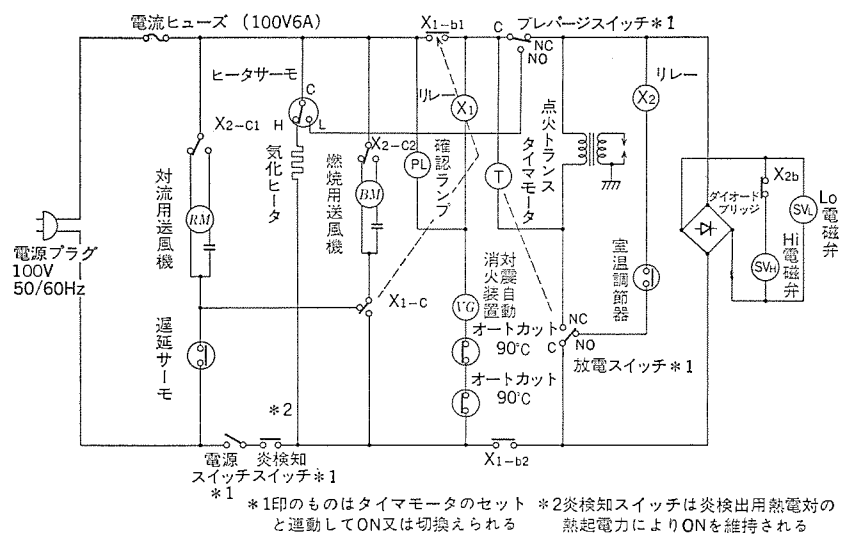 電流ヒューズ (100V6A)
X1-b1
C
プレパージスイッチ*1
NC
NO
ヒータサーモ
C
H
L
リレー
X1
リレー
X2
X2-C1
気化ヒータ
燃焼用送風機
X2-C2
BM
PL
確認ランプ
T
タイマモータ
点火トランス
対流用送風機
RM
電源プラグ
100V
50/60Hz
X1-C
VG
対震自動
消火装置
室温調節器
ダイオード
ブリッジ
X2b
SVL
Lo電磁弁
SVH
Hi電磁弁
遅延サーモ
オートカット
90℃
オートカット
90℃
NC
C
NO
放電スイッチ*1
*2
X1-b2
電源
スイッチ
*1
炎検知
スイッチ*1
*1印のものはタイマモータのセット
と運動してON又は切換えられる
*2炎検知スイッチは炎検出用熱電対の
熱起電力によりONを維持される